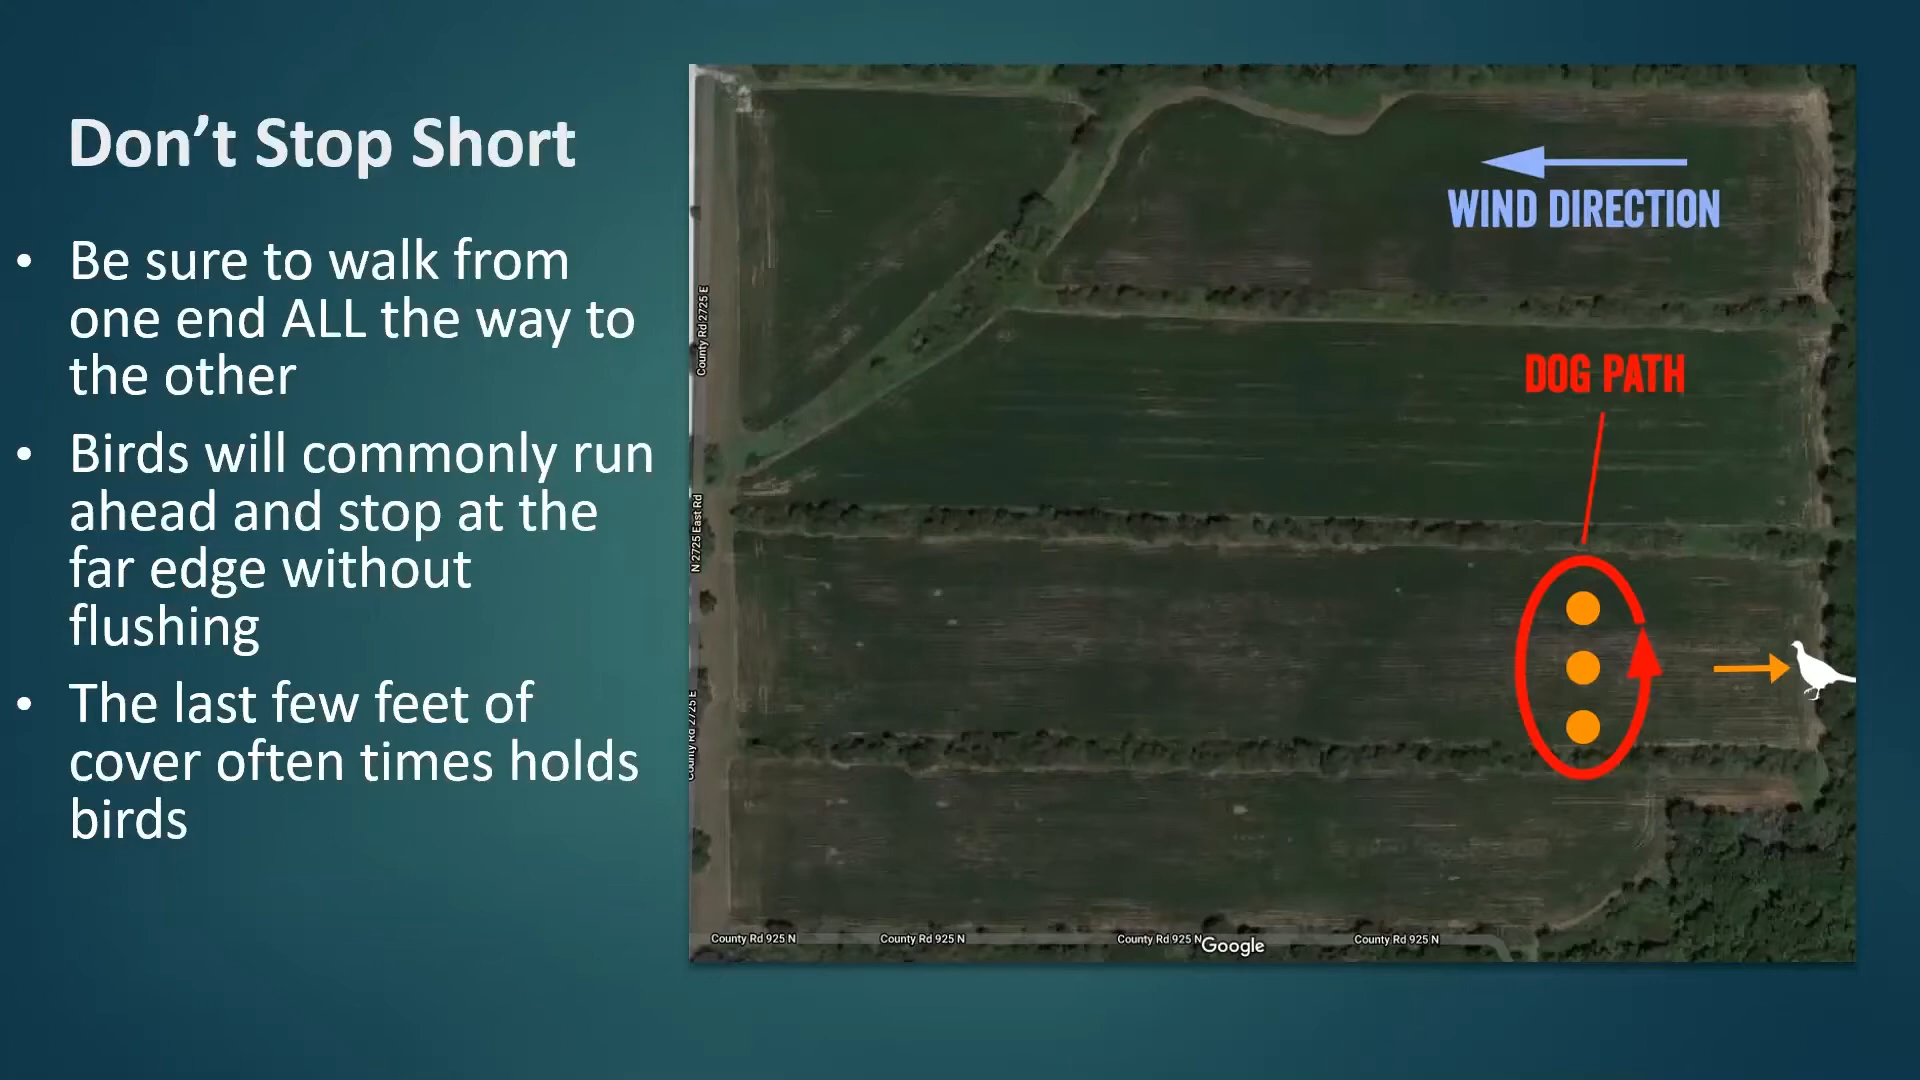 Don't Stop Short
• Be sure to walk from
one end ALL the way to
the other
• Birds will commonly run
ahead and stop at the
far edge without
flushing
• The last few feet of
cover often times holds
birds
WIND DIRECTION
DOG PATH
County Rd 2725 E
N 2725 East Rd
County Rd 2725 E
County Rd 925 N
County Rd 925 N
County Rd 925 N
Google
County Rd 925 N